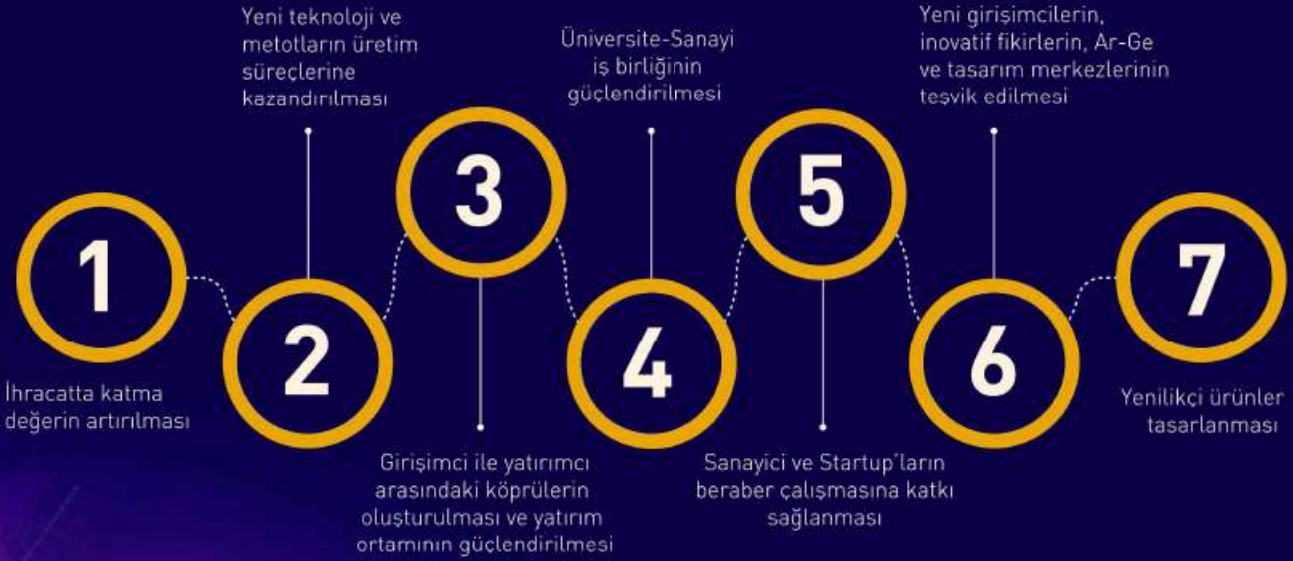 1
İhracatta katma
değerin artırılması
2
Yeni teknoloji ve
metotların üretim
süreçlerine
kazandırılması
3
Girişimci ile yatırımcı
arasındaki köprülerin
oluşturulması ve yatırım
ortamının güçlendirilmesi
4
Üniversite-Sanayi
iş birliğinin
güçlendirilmesi
5
Sanayici ve Startup'ların
beraber çalışmasına katkı
sağlanması
6
Yeni girişimcilerin,
inovatif fikirlerin, Ar-Ge
ve tasarım merkezlerinin
teşvik edilmesi
7
Yenilikçi ürünler
tasarlanması